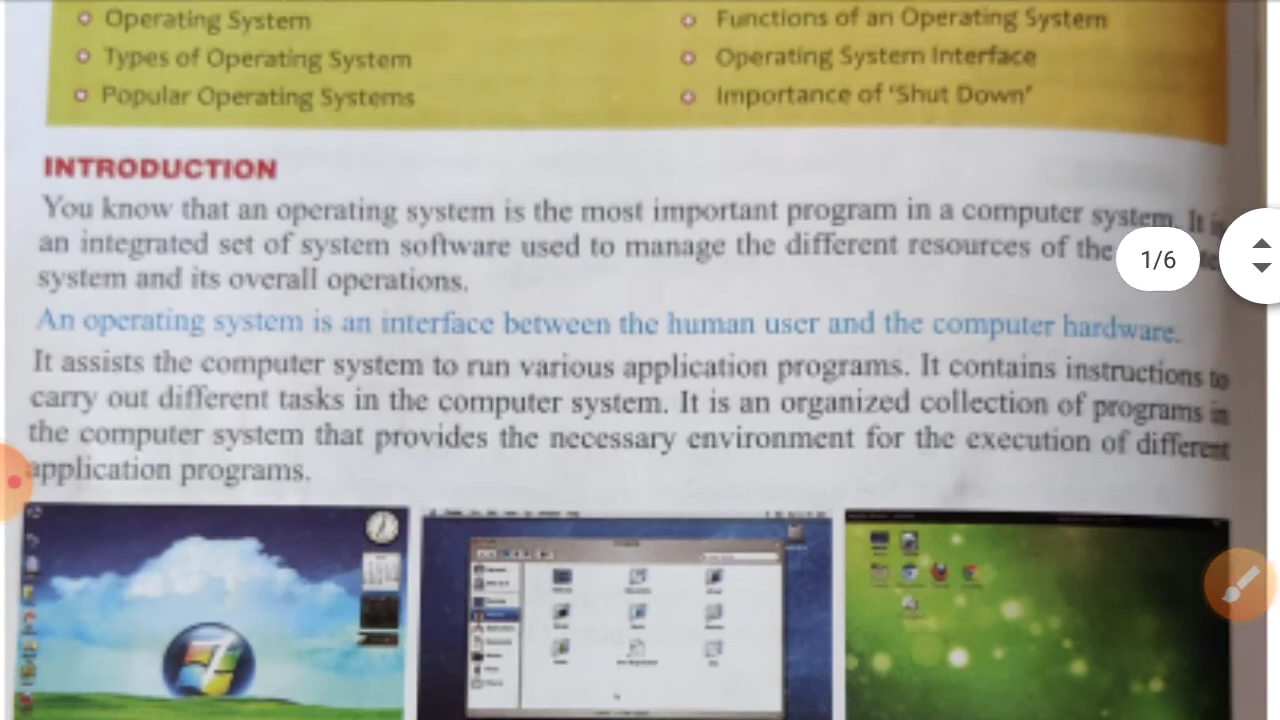 Operating System
Types of Operating System
Popular Operating Systems
Functions of an Operating System
Operating System Interface
Importance of 'Shut Down'
INTRODUCTION
You know that an operating system is the most important program in a computer system. It
an integrated set of system software used to manage the different resources of the
system and its overall operations.
An operating system is an interface between the human user and the computer hardware.
It assists the computer system to run various application programs. It contains instructions to
carry out different tasks in the computer system. It is an organized collection of programs in
the computer system that provides the necessary environment for the execution of different
application programs.
1/6
7